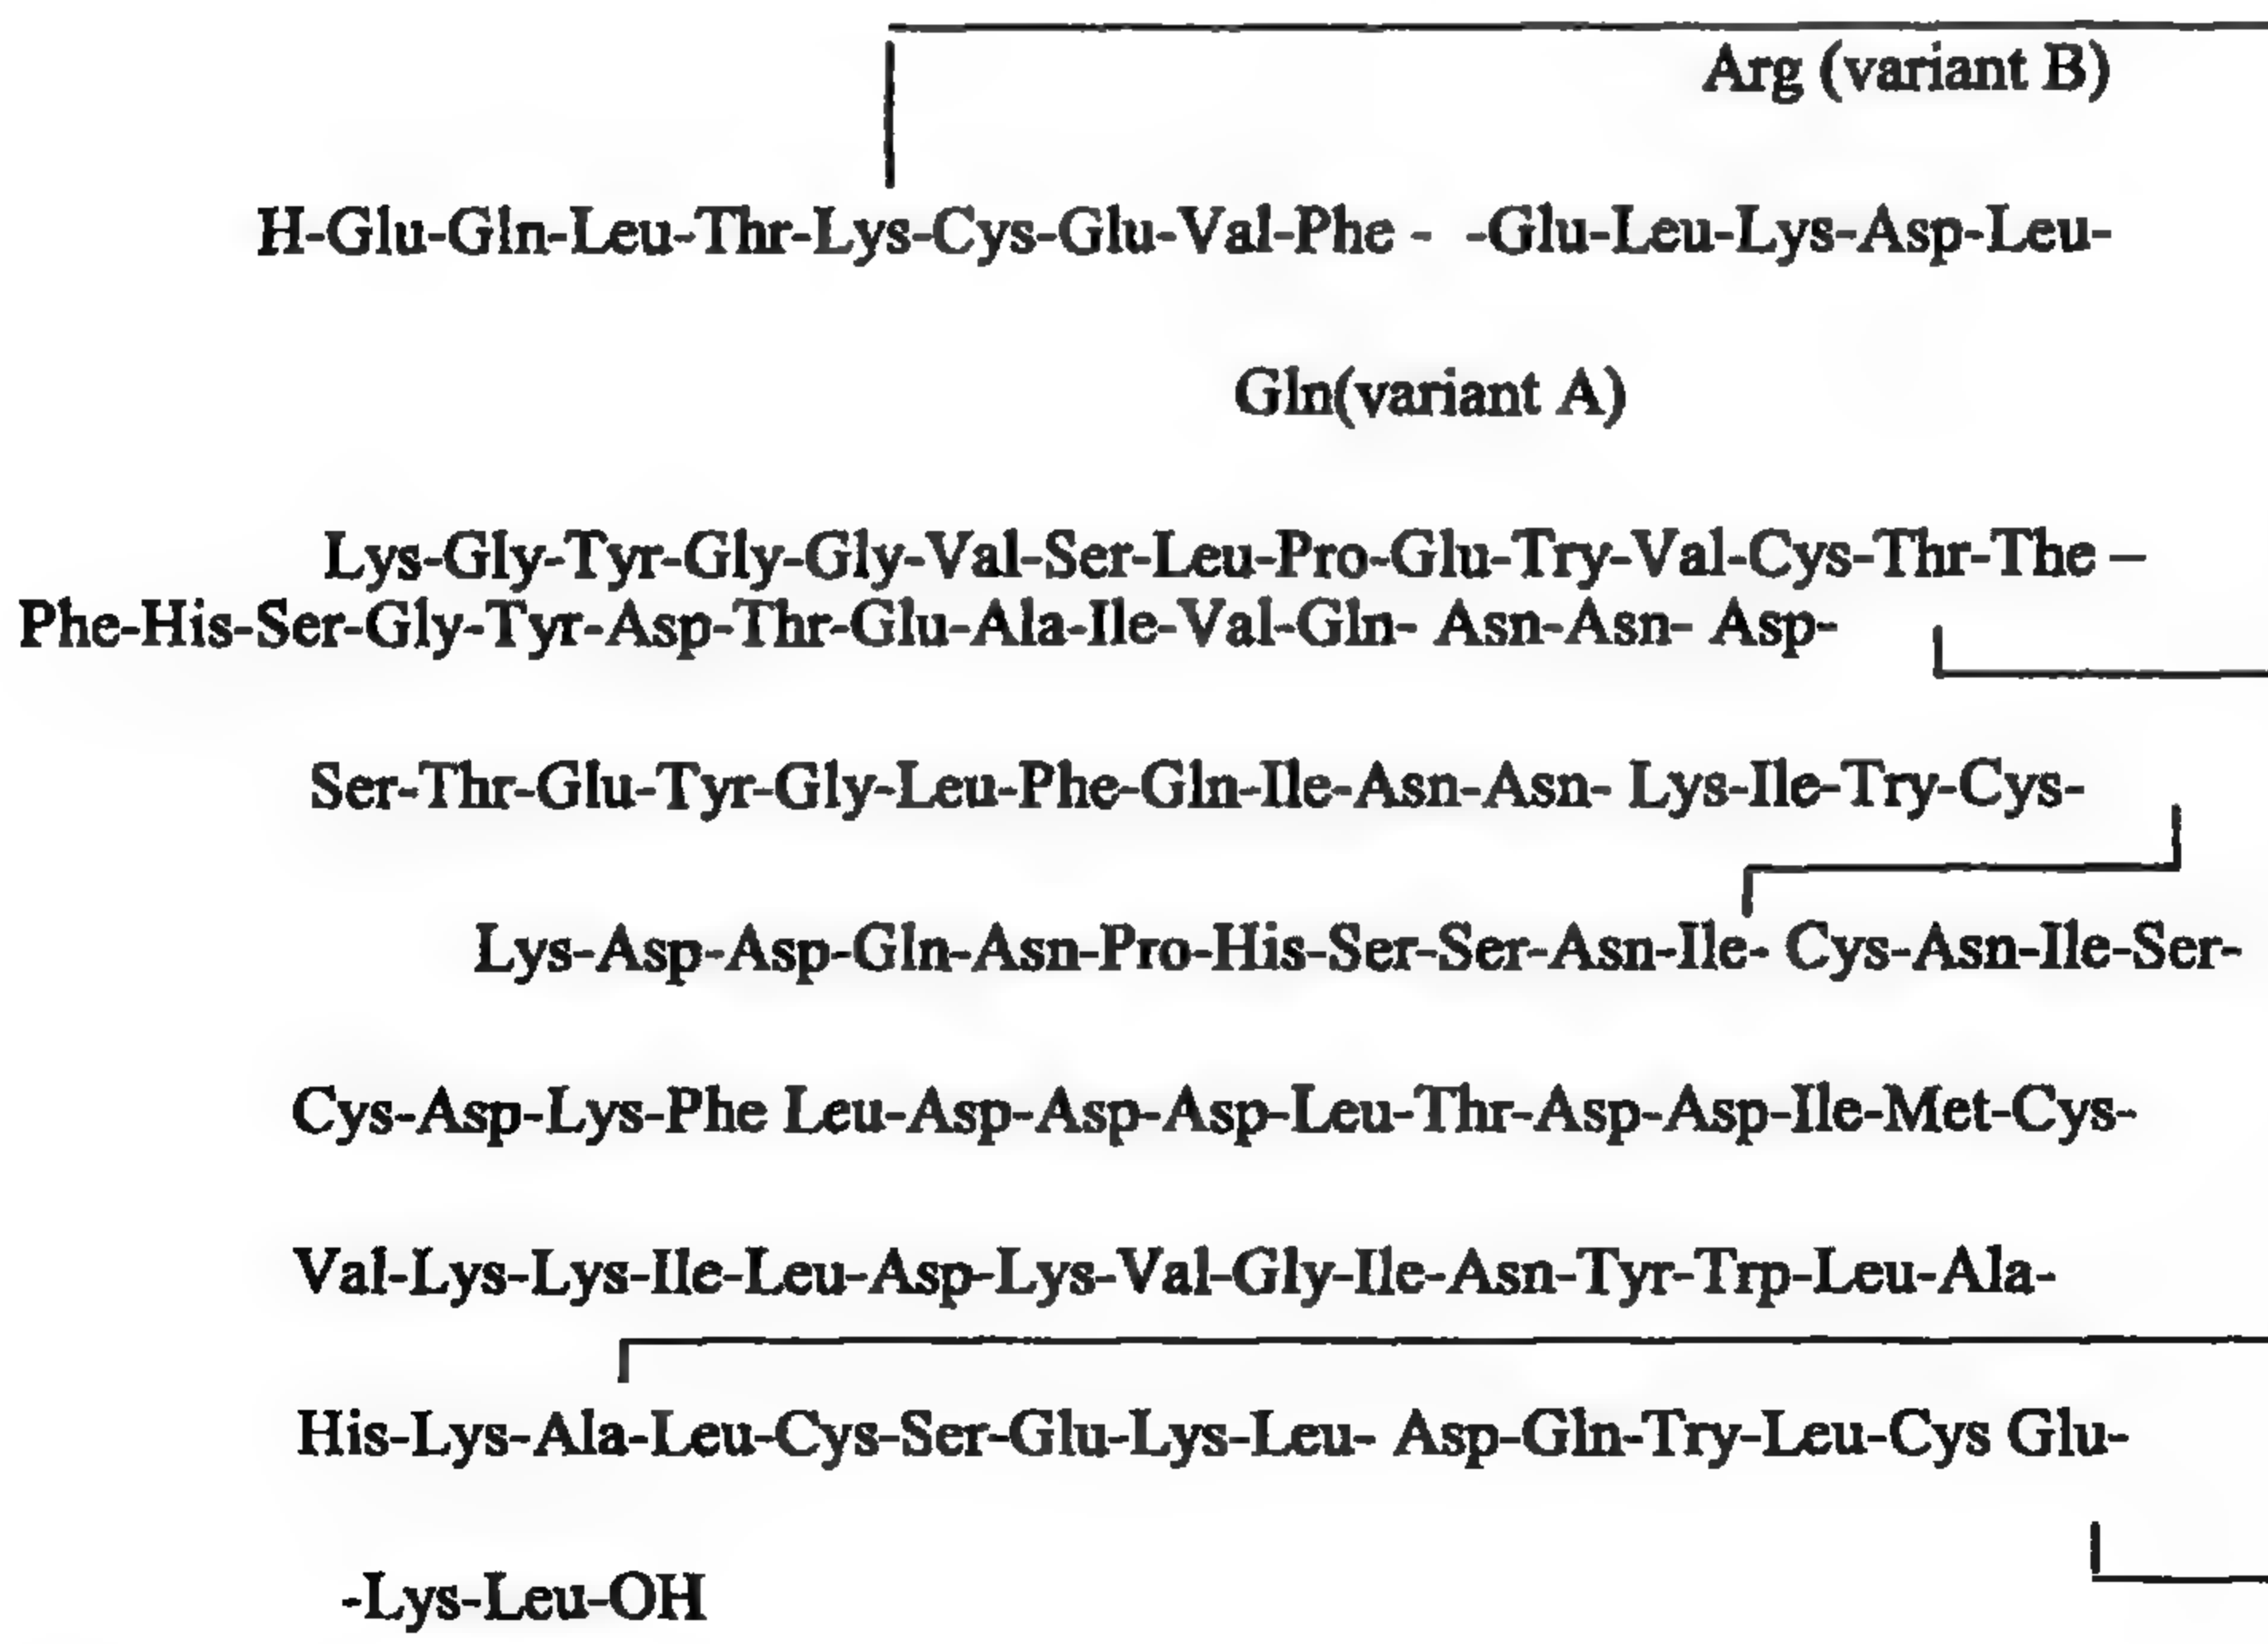 Arg (variant B)
H-Glu-Gln-Leu-Thr-Lys-Cys-Glu-Val-Phe - -Glu-Leu-Lys-Asp-Leu-
Gln(variant A)
Lys-Gly-Tyr-Gly-Gly-Val-Ser-Leu-Pro-Glu-Try-Val-Cys-Thr-The –
Phe-His-Ser-Gly-Tyr-Asp-Thr-Glu-Ala-Ile-Val-Gln- Asn-Asn- Asp-
Ser-Thr-Glu-Tyr-Gly-Leu-Phe-Gln-Ile-Asn-Asn- Lys-Ile-Try-Cys-
Lys-Asp-Asp-Gln-Asn-Pro-His-Ser-Ser-Asn-Ile- Cys-Asn-Ile-Ser-
Cys-Asp-Lys-Phe Leu-Asp-Asp-Asp-Leu-Thr-Asp-Asp-Ile-Met-Cys-
Val-Lys-Lys-Ile-Leu-Asp-Lys-Val-Gly-Ile-Asn-Tyr-Trp-Leu-Ala-
His-Lys-Ala-Leu-Cys-Ser-Glu-Lys-Leu- Asp-Gln-Try-Leu-Cys Glu-
-Lys-Leu-OH